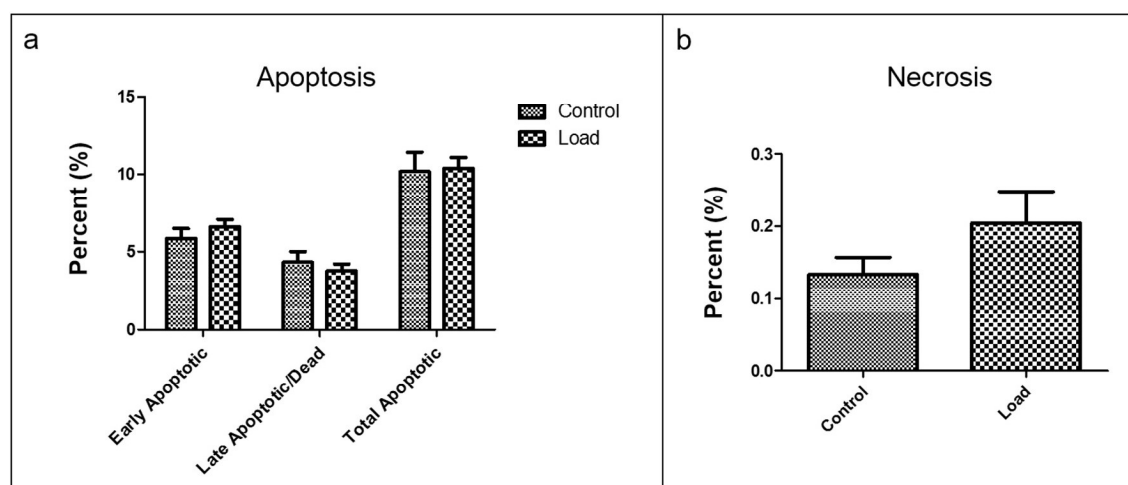 a
Apoptosis
Percent (%)
15
10
5
0
Early Apoptotic
Late Apoptotic/Dead
Total Apoptotic
Control
Load
b
Necrosis
Percent (%)
0.3
0.2
0.1
0.0
Control
Load